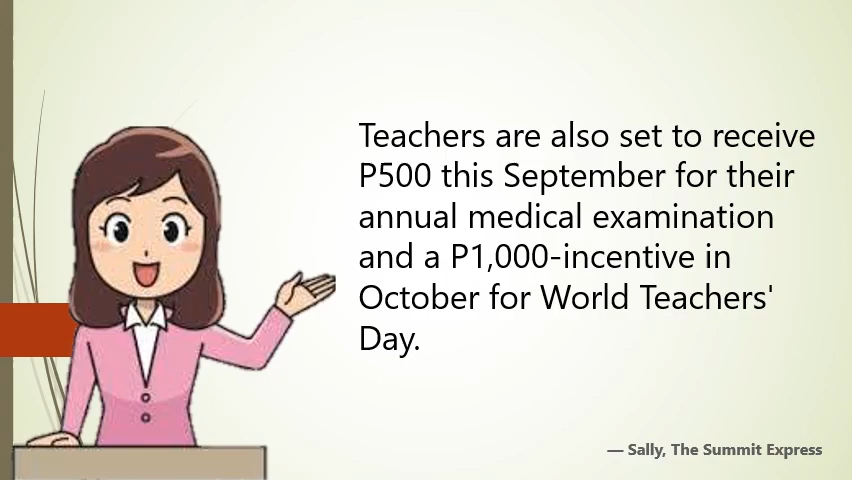 Teachers are also set to receive
P500 this September for their
annual medical examination
and a P1,000-incentive in
October for World Teachers'
Day.
— Sally, The Summit Express